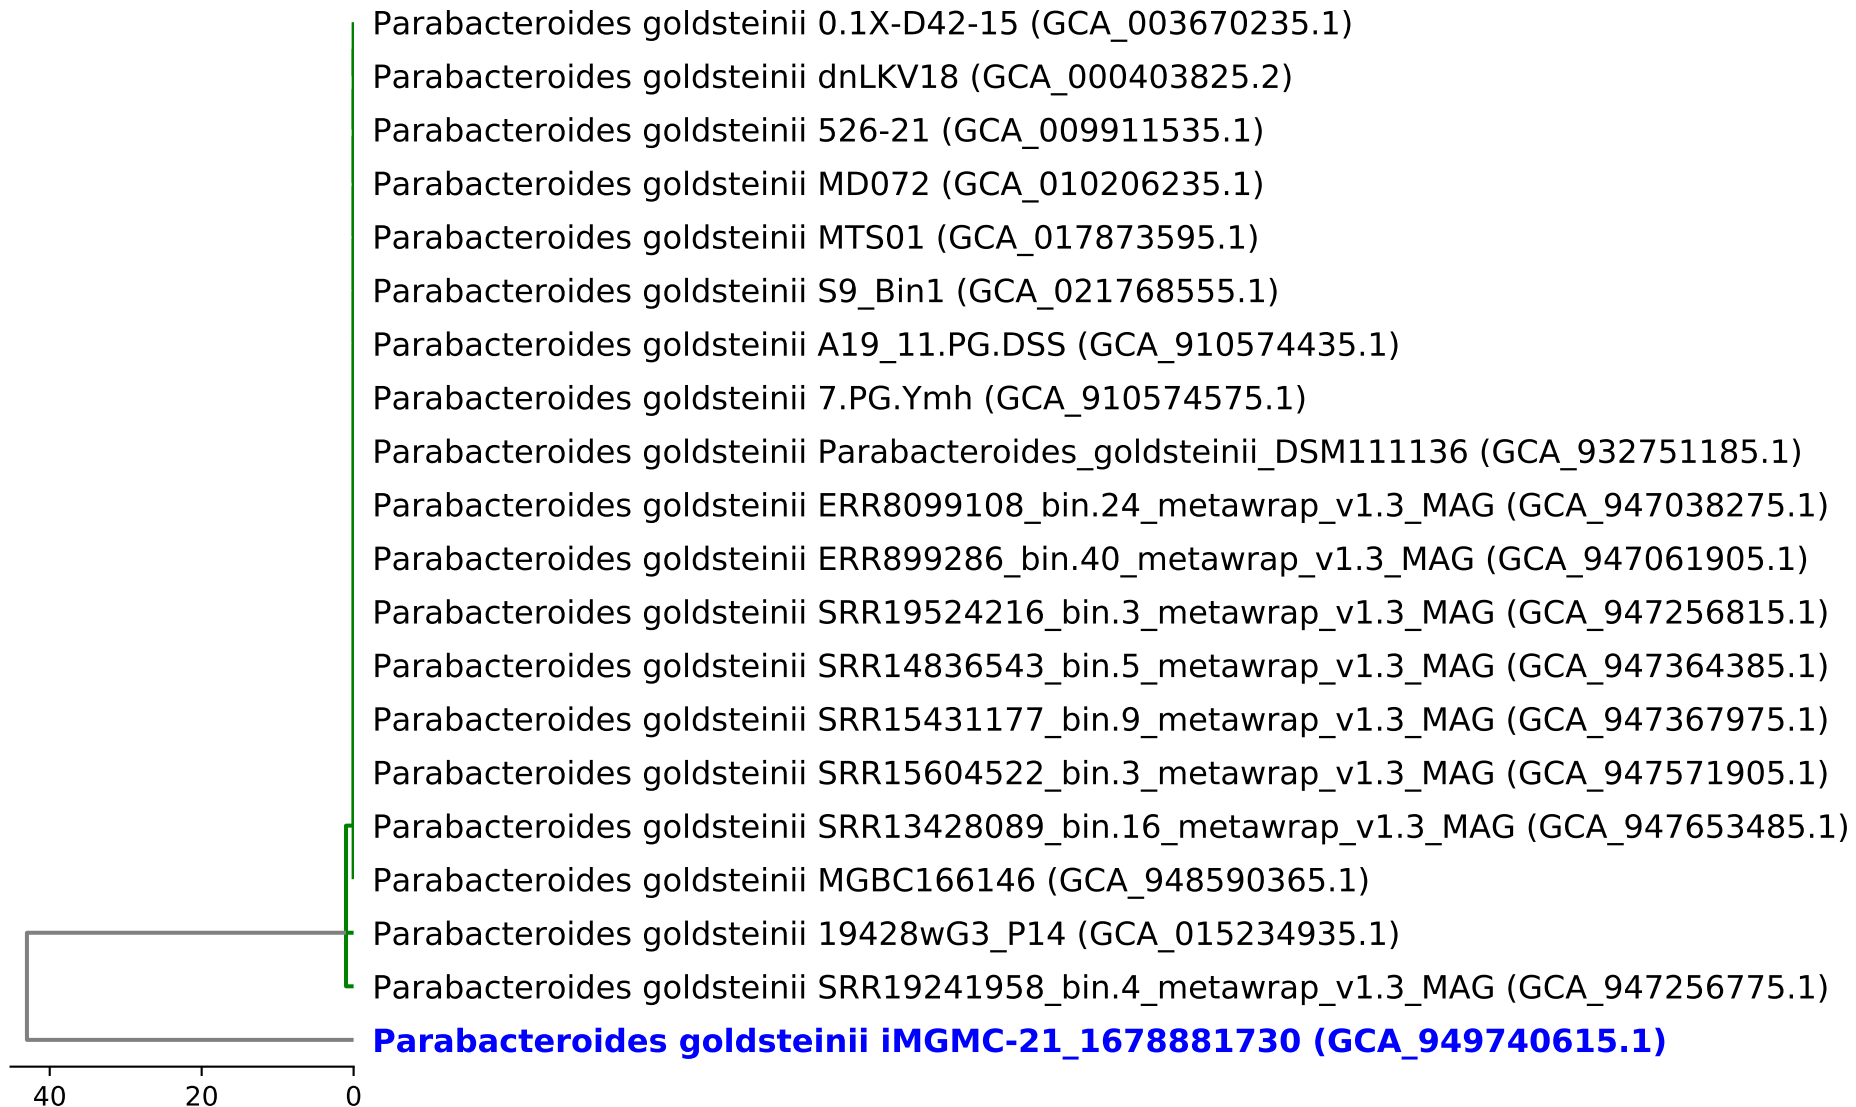 Parabacteroides goldsteinii 0.1X-D42-15 (GCA_003670235.1)
Parabacteroides goldsteinii dnLKV18 (GCA_000403825.2)
Parabacteroides goldsteinii 526-21 (GCA_009911535.1)
Parabacteroides goldsteinii MD072 (GCA_010206235.1)
Parabacteroides goldsteinii MTS01 (GCA_017873595.1)
Parabacteroides goldsteinii S9_Bin1 (GCA_021768555.1)
Parabacteroides goldsteinii A19_11.PG.DSS (GCA_910574435.1)
Parabacteroides goldsteinii 7.PG.Ymh (GCA_910574575.1)
Parabacteroides goldsteinii Parabacteroides_goldsteinii_DSM111136 (GCA_932751185.1)
Parabacteroides goldsteinii ERR8099108_bin.24_metawrap_v1.3_MAG (GCA_947038275.1)
Parabacteroides goldsteinii ERR899286_bin.40_metawrap_v1.3_MAG (GCA_947061905.1)
Parabacteroides goldsteinii SRR19524216_bin.3_metawrap_v1.3_MAG (GCA_947256815.1)
Parabacteroides goldsteinii SRR14836543_bin.5_metawrap_v1.3_MAG (GCA_947364385.1)
Parabacteroides goldsteinii SRR15431177_bin.9_metawrap_v1.3_MAG (GCA_947367975.1)
Parabacteroides goldsteinii SRR15604522_bin.3_metawrap_v1.3_MAG (GCA_947571905.1)
Parabacteroides goldsteinii SRR13428089_bin.16_metawrap_v1.3_MAG (GCA_947653485.1)
Parabacteroides goldsteinii MGBC166146 (GCA_948590365.1)
Parabacteroides goldsteinii 19428wG3_P14 (GCA_015234935.1)
Parabacteroides goldsteinii SRR19241958_bin.4_metawrap_v1.3_MAG (GCA_947256775.1)
Parabacteroides goldsteinii iMGMC-21_1678881730 (GCA_949740615.1)
40 20 0